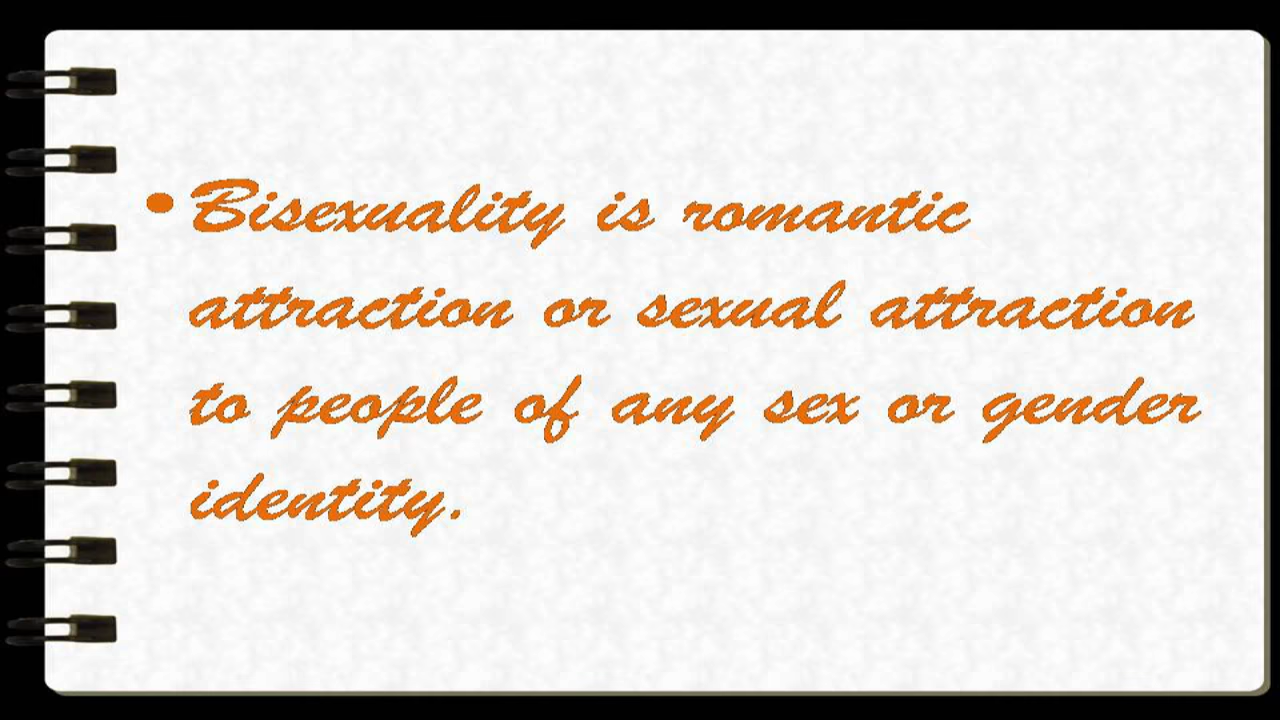 • Bisexuality is romantic
attraction or sexual attraction
to people of any sex or gender
identity.